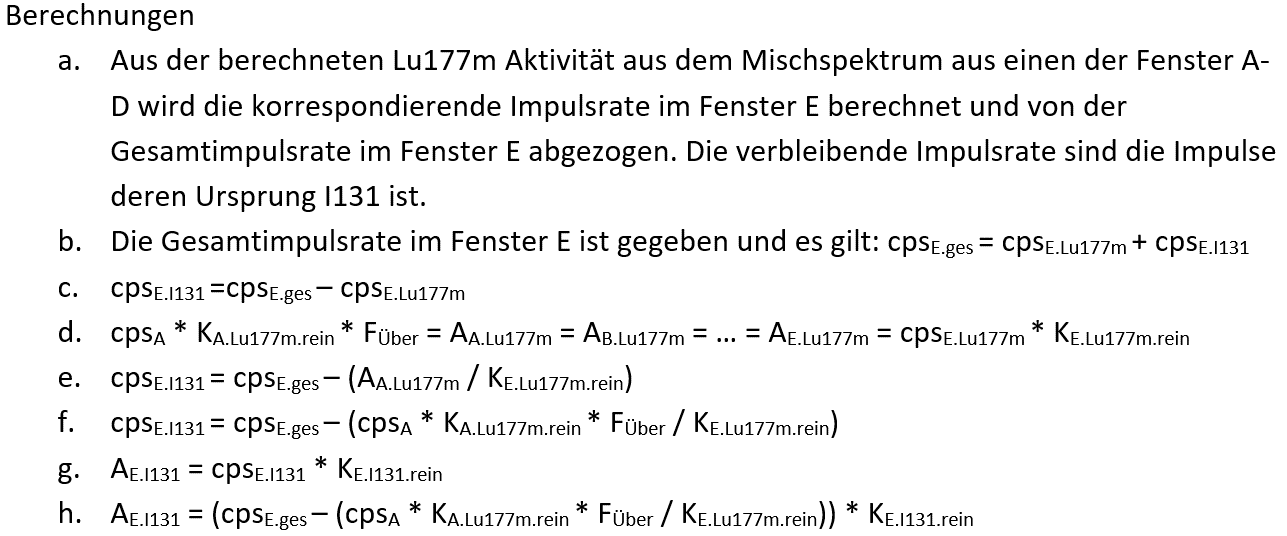 Berechnungen
a. Aus der berechneten Lu177m Aktivität aus dem Mischspektrum aus einen der Fenster A-
D wird die korrespondierende Impulsrate im Fenster E berechnet und von der
Gesamtimpulsrate im Fenster E abgezogen. Die verbleibende Impulsrate sind die Impulse
deren Ursprung I131 ist.
b. Die Gesamtimpulsrate im Fenster E ist gegeben und es gilt: cpsE.ges = cpsE.Lu177m + cpsE.I131
c. cpsE.I131 =cpsE.ges – cpsE.Lu177m
d. cpsA * KA.Lu177m.rein * FÜber = AA.Lu177m = AB.Lu177m = ... = AE.Lu177m = cpsE.Lu177m * KE.Lu177m.rein
e. cpsE.I131 = cpsE.ges – (AA.Lu177m / KE.Lu177m.rein)
f. cpsE.I131 = cpsE.ges – (cpsA * KA.Lu177m.rein * FÜber / KE.Lu177m.rein)
g. AE.I131 = cpsE.I131 * KE.I131.rein
h. AE.I131 = (cpsE.ges – (cpsA * KA.Lu177m.rein * FÜber / KE.Lu177m.rein)) * KE.I131.rein